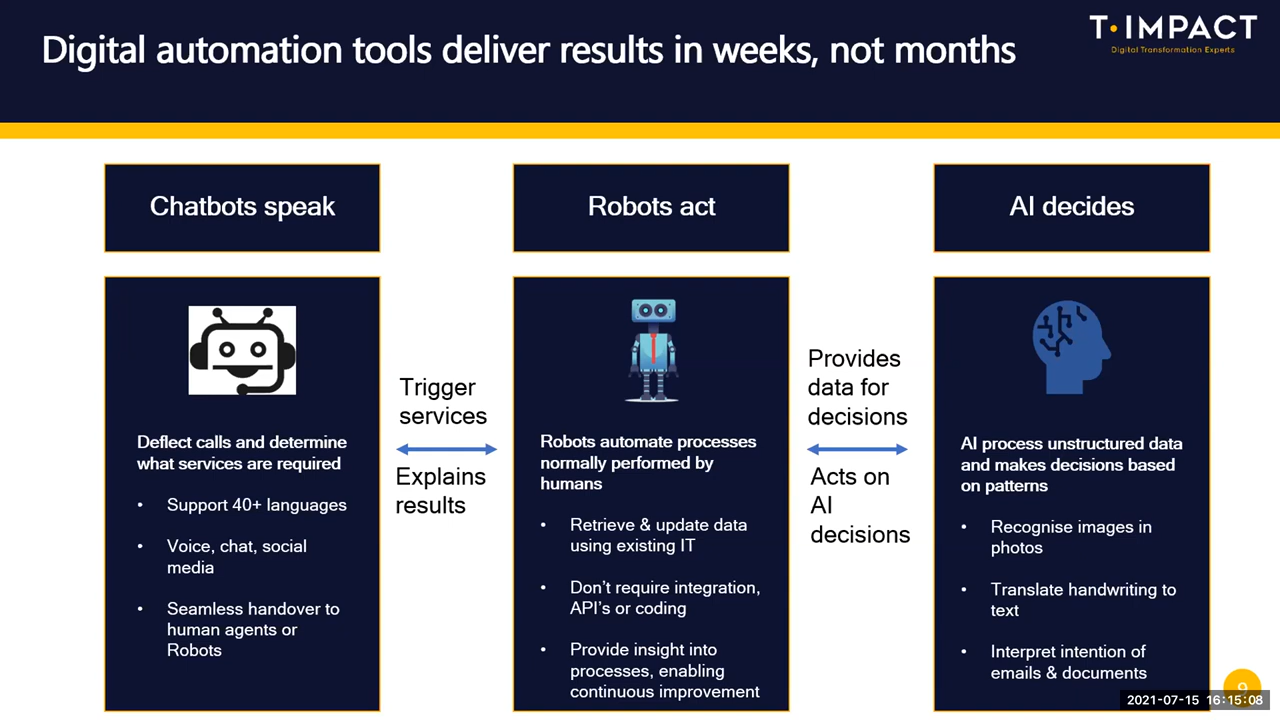 Digital automation tools deliver results in weeks, not months
T·IMPACT
Digital Transformation Experts
Chatbots speak
Robots act
AI decides
Deflect calls and determine
what services are required
• Support 40+ languages
• Voice, chat, social
media
• Seamless handover to
human agents or
Robots
Trigger
services
Explains
results
Robots automate processes
normally performed by
humans
• Retrieve & update data
using existing IT
• Don't require integration,
API's or coding
• Provide insight into
processes, enabling
continuous improvement
Provides
data for
decisions
Acts on
AI
decisions
AI process unstructured data
and makes decisions based
on patterns
• Recognise images in
photos
• Translate handwriting to
text
• Interpret intention of
emails & documents
9
2021-07-15 16:15:08